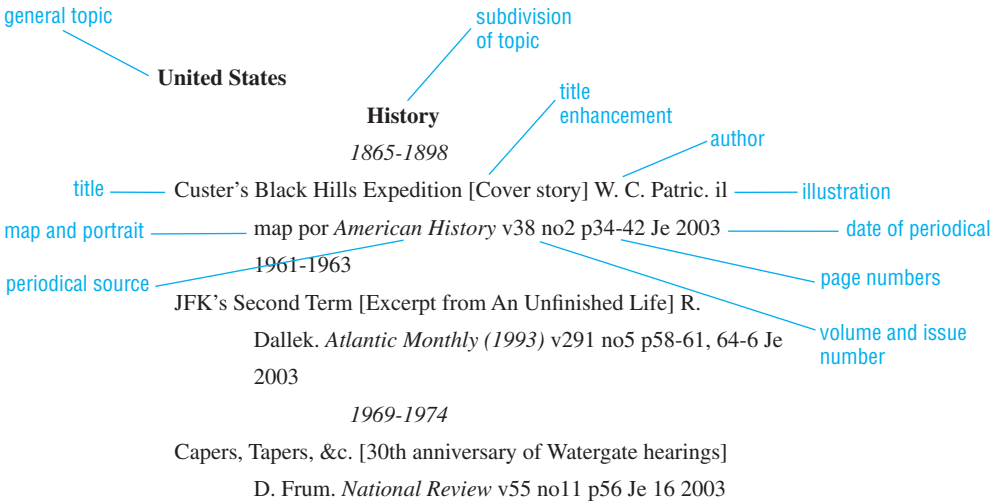 general topic
subdivision
of topic
United States
title
enhancement
History
author
1865-1898
title
Custer's Black Hills Expedition [Cover story] W. C. Patric. il
illustration
map and portrait
map por American History v38 no2 p34-42 Je 2003
date of periodical
1961-1963
periodical source
page numbers
JFK's Second Term [Excerpt from An Unfinished Life] R.
Dallek. Atlantic Monthly (1993) v291 no5 p58-61, 64-6 Je
volume and issue
number
2003
1969-1974
Capers, Tapers, &c. [30th anniversary of Watergate hearings]
D. Frum. National Review v55 no11 p56 Je 16 2003